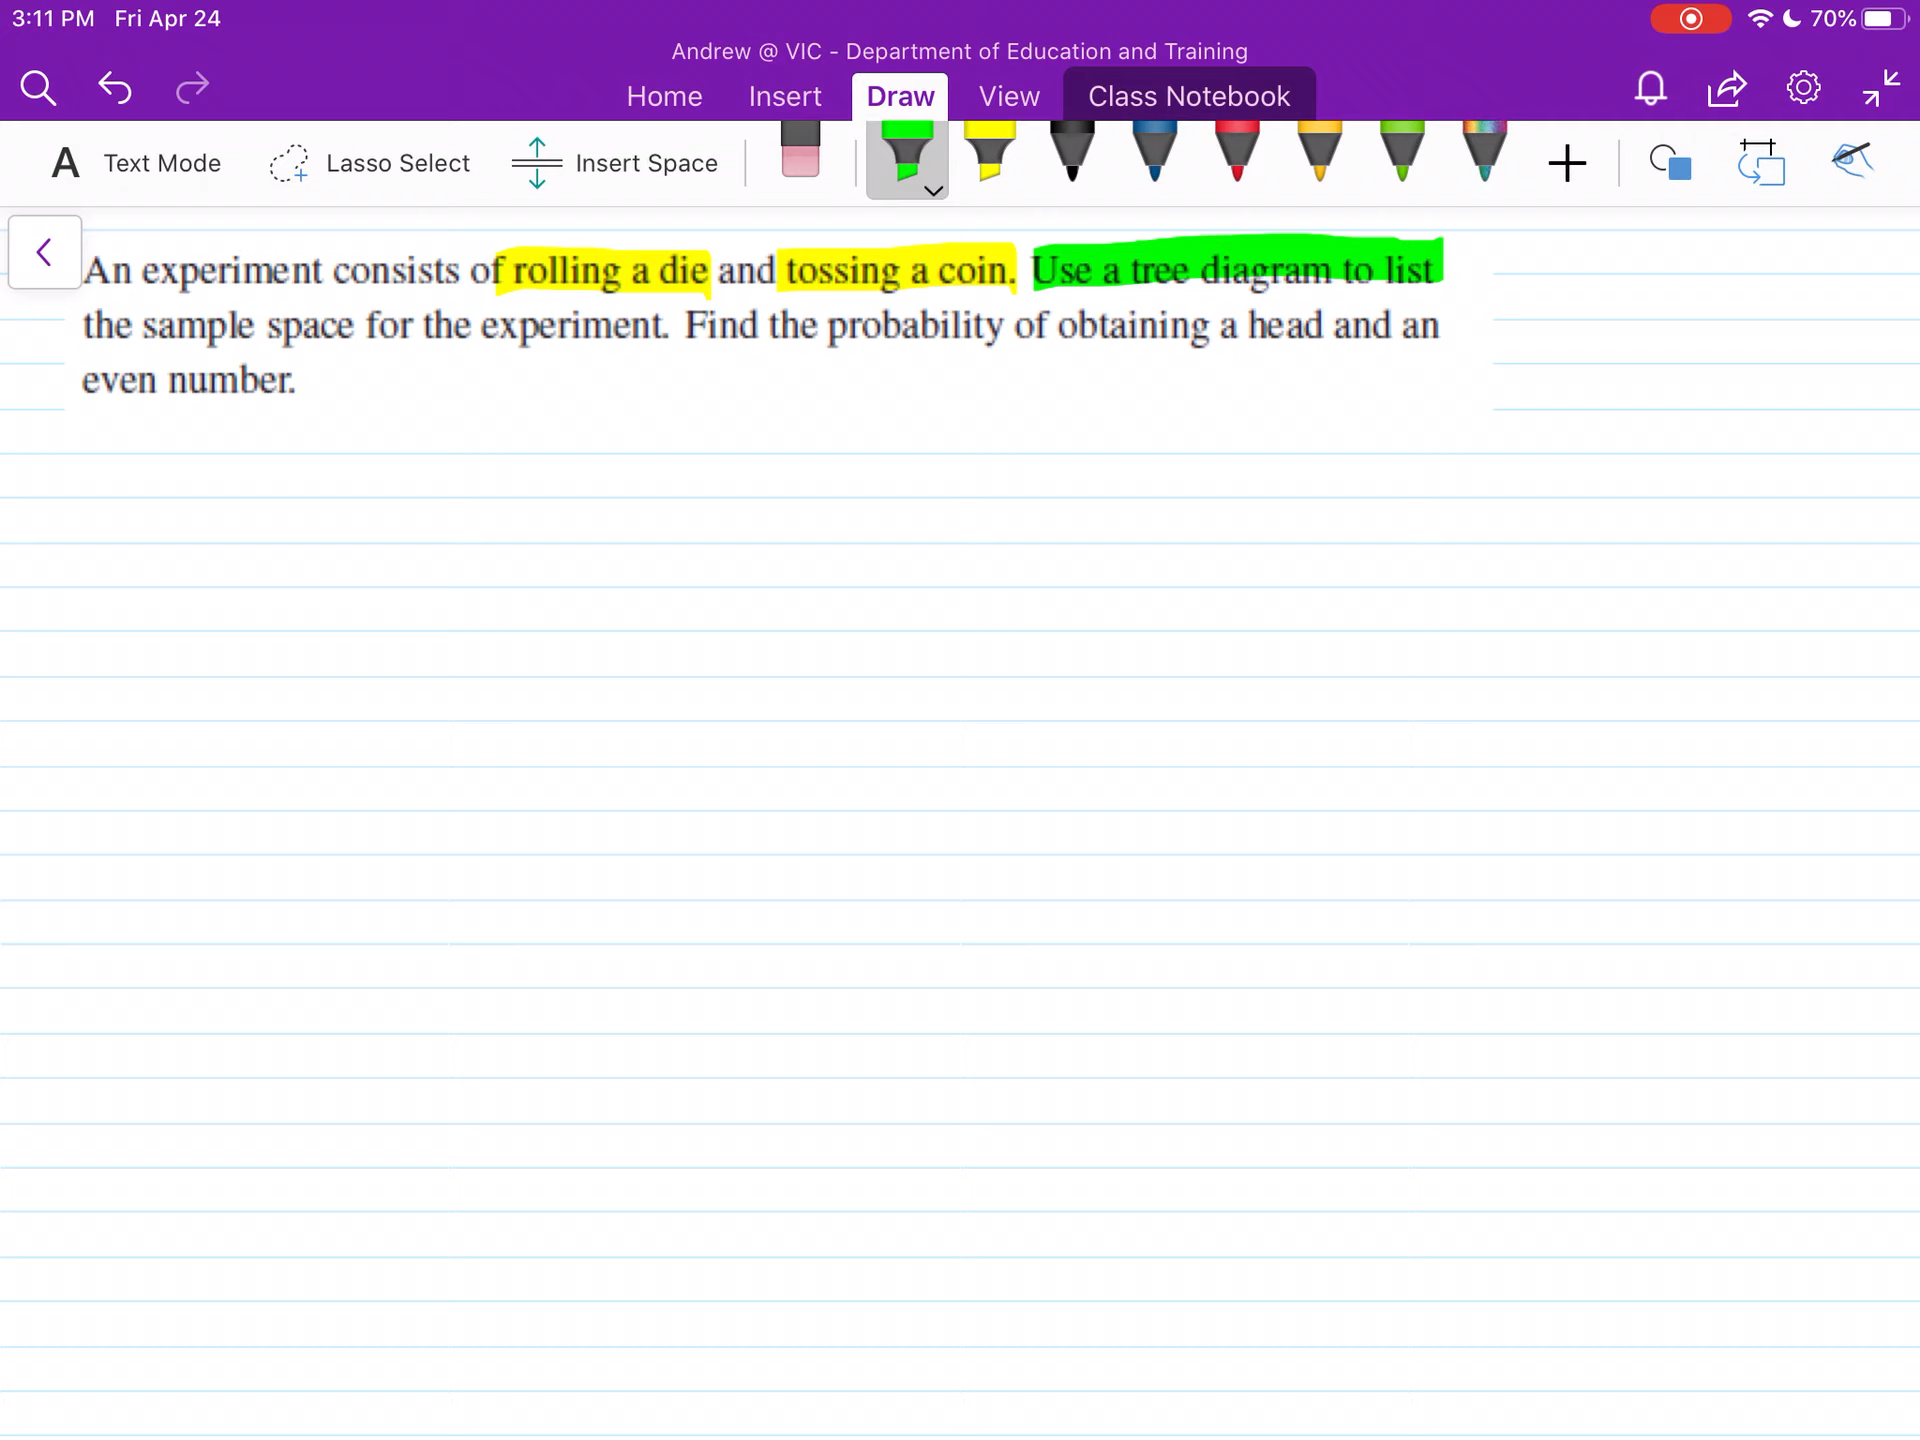 3:11 PM Fri Apr 24
70%
Andrew @ VIC - Department of Education and Training
Home Insert Draw View Class Notebook
A Text Mode Lasso Select Insert Space
An experiment consists of rolling a die and tossing a coin. Use a tree diagram to list
the sample space for the experiment. Find the probability of obtaining a head and an
even number.